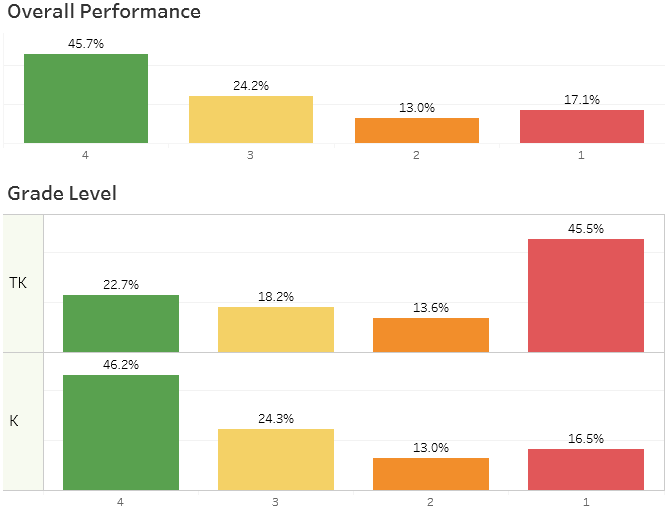 Overall Performance
45.7%
24.2%
13.0%
17.1%
4 3 2 1
Grade Level
TK
22.7%
18.2%
13.6%
45.5%
K
46.2%
24.3%
13.0%
16.5%
4 3 2 1